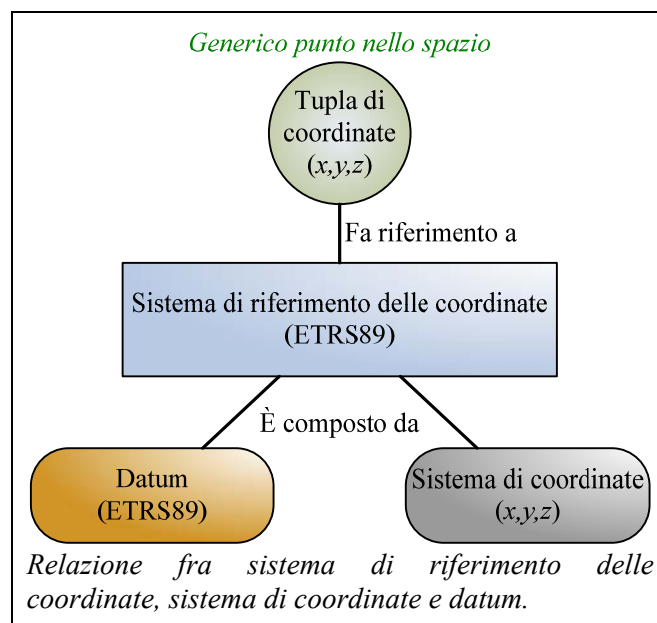 Generico punto nello spazio
Tupla di
coordinate
(x,y,z)
Fa riferimento a
Sistema di riferimento delle coordinate
(ETRS89)
È composto da
Datum
(ETRS89)
Sistema di coordinate
(x,y,z)
Relazione fra sistema di riferimento delle
coordinate, sistema di coordinate e datum.